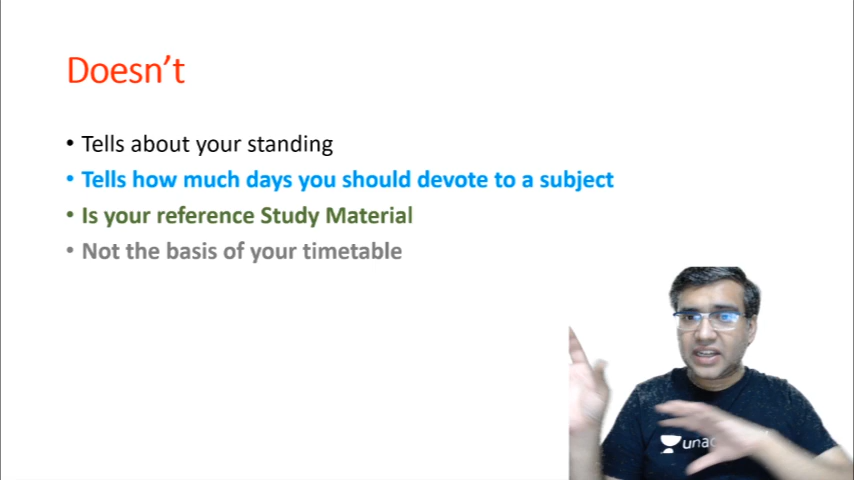 Doesn't
• Tells about your standing
• Tells how much days you should devote to a subject
• Is your reference Study Material
• Not the basis of your timetable